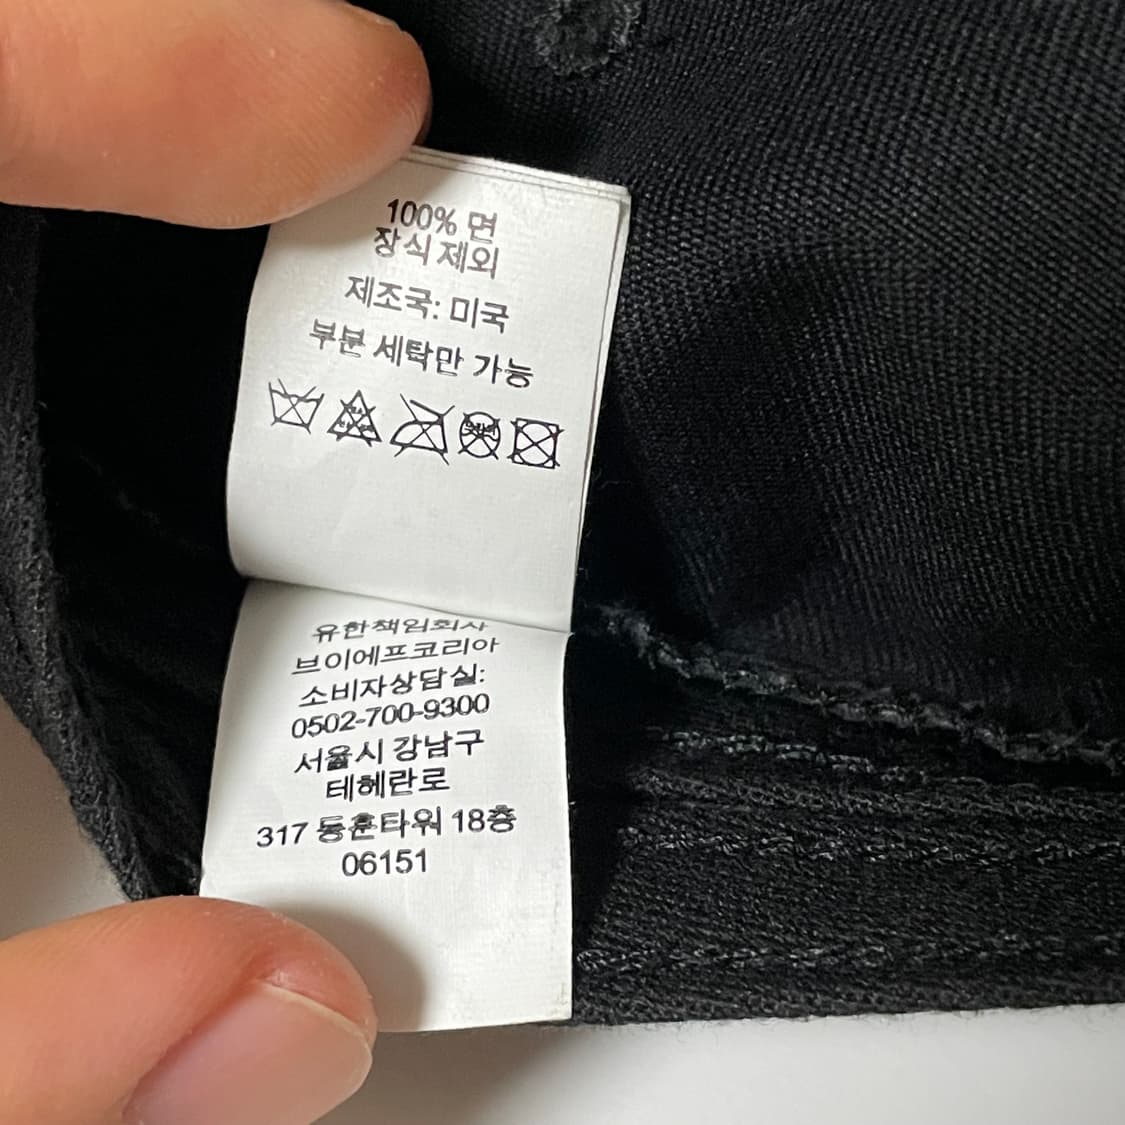 100% 면
장식 제외
제조국: 미국
부분 세탁만 가능
유한책임회사
브이에프코리아
소비자상담실:
0502-700-9300
서울시 강남구
테헤란로
317 동훈타워 18층
06151